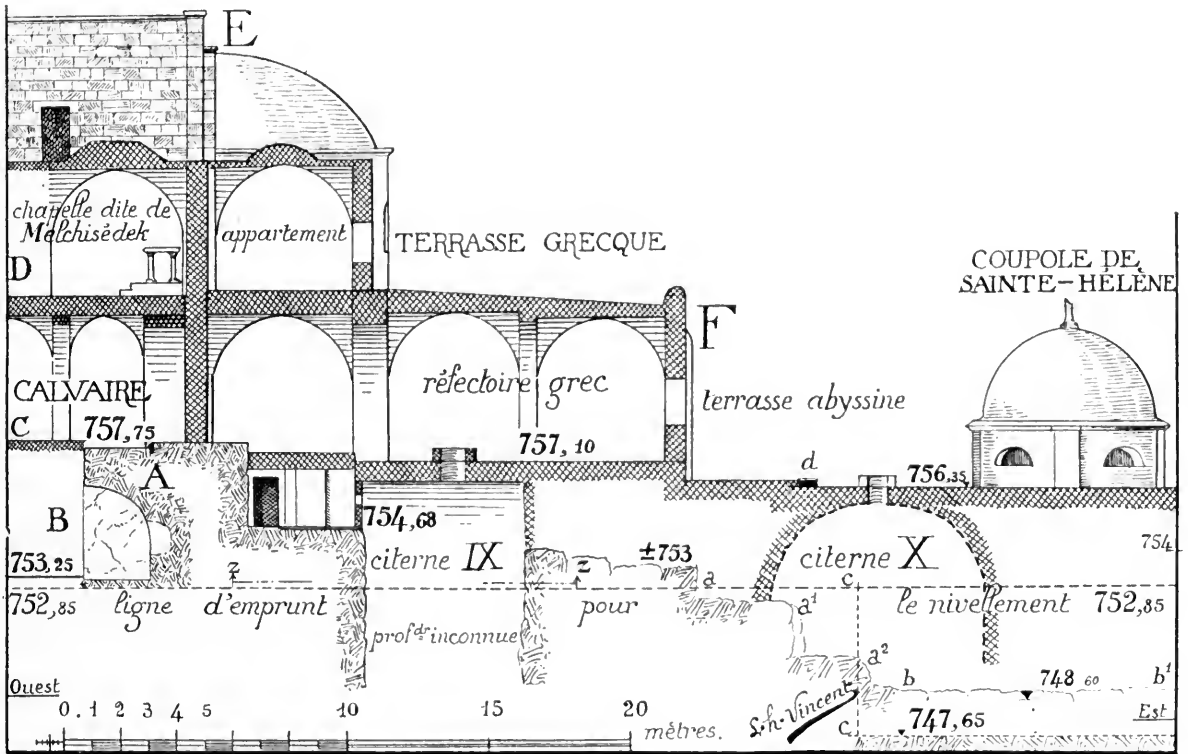 E
chapelle dite de
Melchisédek
appartement
TERRASSE GRECQUE
D
COUPOLE DE
SAINTE-HÉLÈNE
F
réfectoire grec
CALVAIRE
C
757,75
terrasse abyssine
757,10
A
d
756,35
B
754,68
citerne IX
±753
citerne X
754
753,25
z
z
a
c
752,85
ligne d'emprunt
pour
a¹
le nivellement 752,85
profdr inconnue
a²
b
748 60
b¹
Ouest
L. h. Vincent
Est
0. 1 2 3 4 5 10 15 20
mètres.
c
747,65